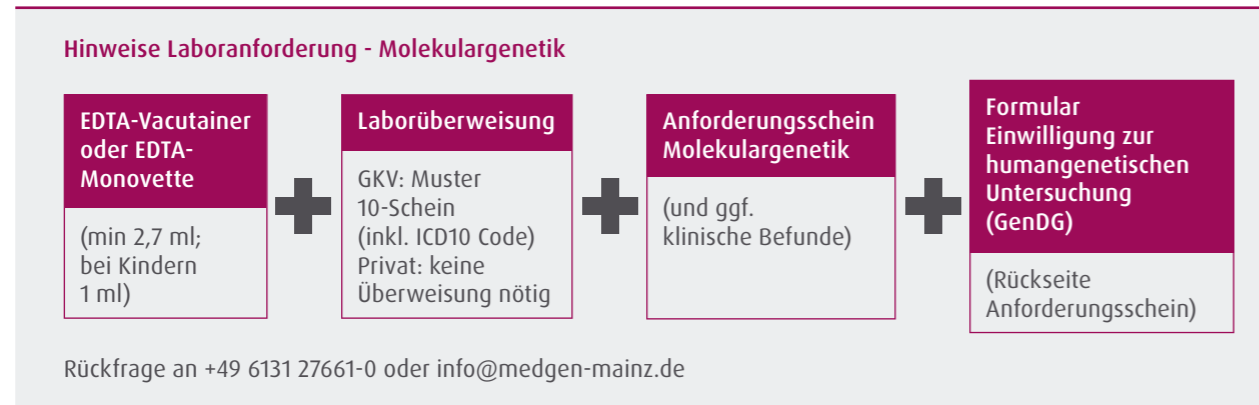 Hinweise Laboranforderung - Molekulargenetik
EDTA-Vacutainer
oder EDTA-
Monovette
(min 2,7 ml;
bei Kindern
1 ml)
Laborüberweisung
GKV: Muster
10-Schein
(inkl. ICD10 Code)
Privat: keine
Überweisung nötig
Anforderungsschein
Molekulargenetik
(und ggf.
klinische Befunde)
Formular
Einwilligung zur
humangenetischen
Untersuchung
(GenDG)
(Rückseite
Anforderungsschein)
Rückfrage an +49 6131 27661-0 oder info@medgen-mainz.de